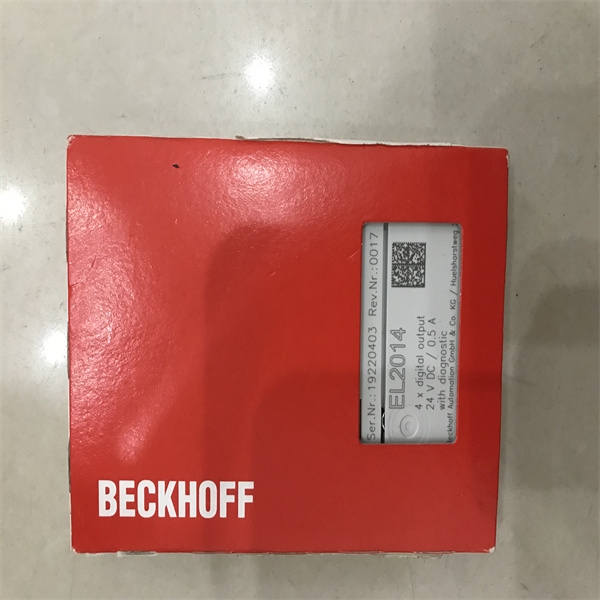 Ser.Nr.: 19220403 Rev.Nr.: 0017
EL2014
4 x digital output
24 V DC / 0.5 A
with diagnostic
Beckhoff Automation GmbH & Co. KG / Huelshorstweg
BECKHOFF